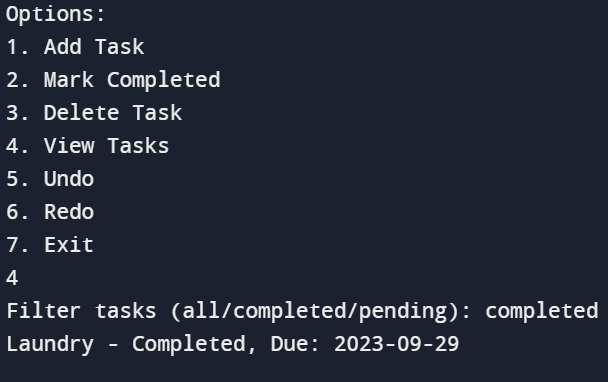 Options:
1. Add Task
2. Mark Completed
3. Delete Task
4. View Tasks
5. Undo
6. Redo
7. Exit
4
Filter tasks (all/completed/pending): completed
Laundry - Completed, Due: 2023-09-29